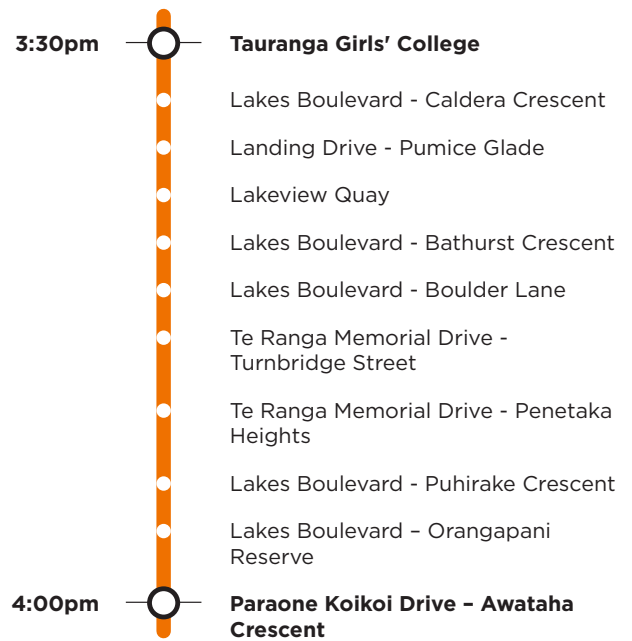 3:30pm Tauranga Girls' College
Lakes Boulevard - Caldera Crescent
Landing Drive - Pumice Glade
Lakeview Quay
Lakes Boulevard - Bathurst Crescent
Lakes Boulevard - Boulder Lane
Te Ranga Memorial Drive -
Turnbridge Street
Te Ranga Memorial Drive - Penetaka
Heights
Lakes Boulevard - Puhirake Crescent
Lakes Boulevard – Orangapani
Reserve
4:00pm Paraone Koikoi Drive – Awataha
Crescent